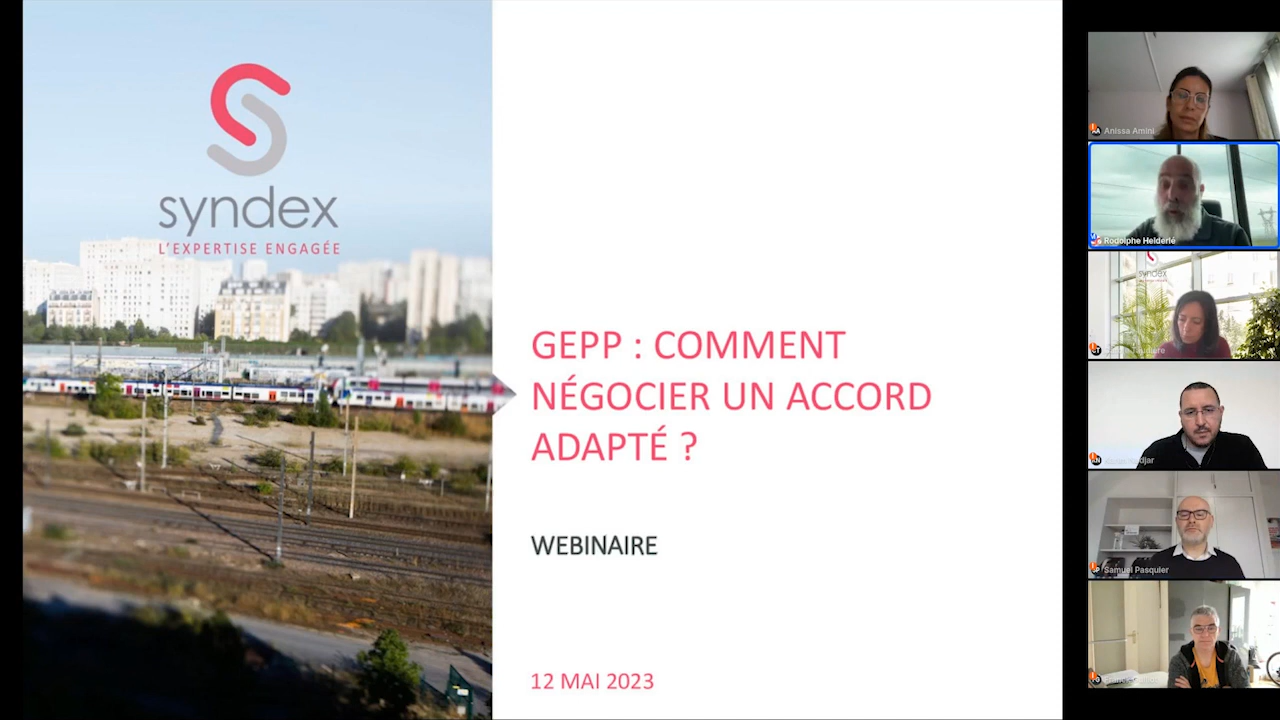 syndex
L'EXPERTISE ENGAGÉE
GEPP : COMMENT
NÉGOCIER UN ACCORD
ADAPTÉ ?
WEBINAIRE
12 MAI 2023
Anissa Amini
Rodolphe Helderlé
syndex
Samuel Pasquier